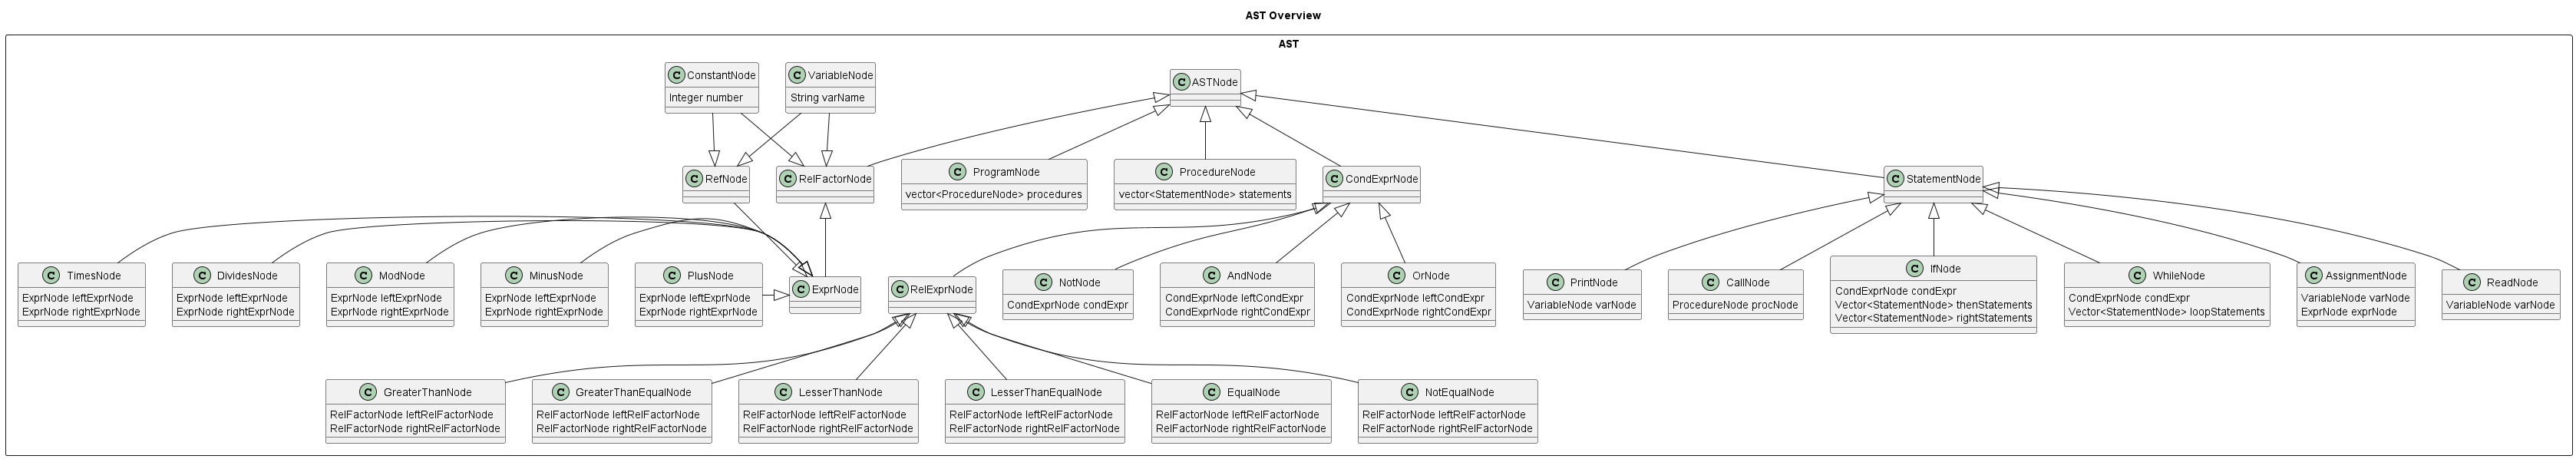 AST Overview
AST
C ConstantNode
Integer number
C VariableNode
String varName
C ASTNode
C RefNode
C RelFactorNode
C ProgramNode
vector<ProcedureNode> procedures
C ProcedureNode
vector<StatementNode> statements
C CondExprNode
C StatementNode
C TimesNode
ExprNode leftExprNode
ExprNode rightExprNode
C DividesNode
ExprNode leftExprNode
ExprNode rightExprNode
C ModNode
ExprNode leftExprNode
ExprNode rightExprNode
C MinusNode
ExprNode leftExprNode
ExprNode rightExprNode
C PlusNode
ExprNode leftExprNode
ExprNode rightExprNode
C ExprNode
C RelExprNode
C NotNode
CondExprNode condExpr
C AndNode
CondExprNode leftCondExpr
CondExprNode rightCondExpr
C OrNode
CondExprNode leftCondExpr
CondExprNode rightCondExpr
C PrintNode
VariableNode varNode
C CallNode
ProcedureNode procNode
C IfNode
CondExprNode condExpr
Vector<StatementNode> thenStatements
Vector<StatementNode> rightStatements
C WhileNode
CondExprNode condExpr
Vector<StatementNode> loopStatements
C AssignmentNode
VariableNode varNode
ExprNode exprNode
C ReadNode
VariableNode varNode
C GreaterThanNode
RelFactorNode leftRelFactorNode
RelFactorNode rightRelFactorNode
C GreaterThanEqualNode
RelFactorNode leftRelFactorNode
RelFactorNode rightRelFactorNode
C LesserThanNode
RelFactorNode leftRelFactorNode
RelFactorNode rightRelFactorNode
C LesserThanEqualNode
RelFactorNode leftRelFactorNode
RelFactorNode rightRelFactorNode
C EqualNode
RelFactorNode leftRelFactorNode
RelFactorNode rightRelFactorNode
C NotEqualNode
RelFactorNode leftRelFactorNode
RelFactorNode rightRelFactorNode